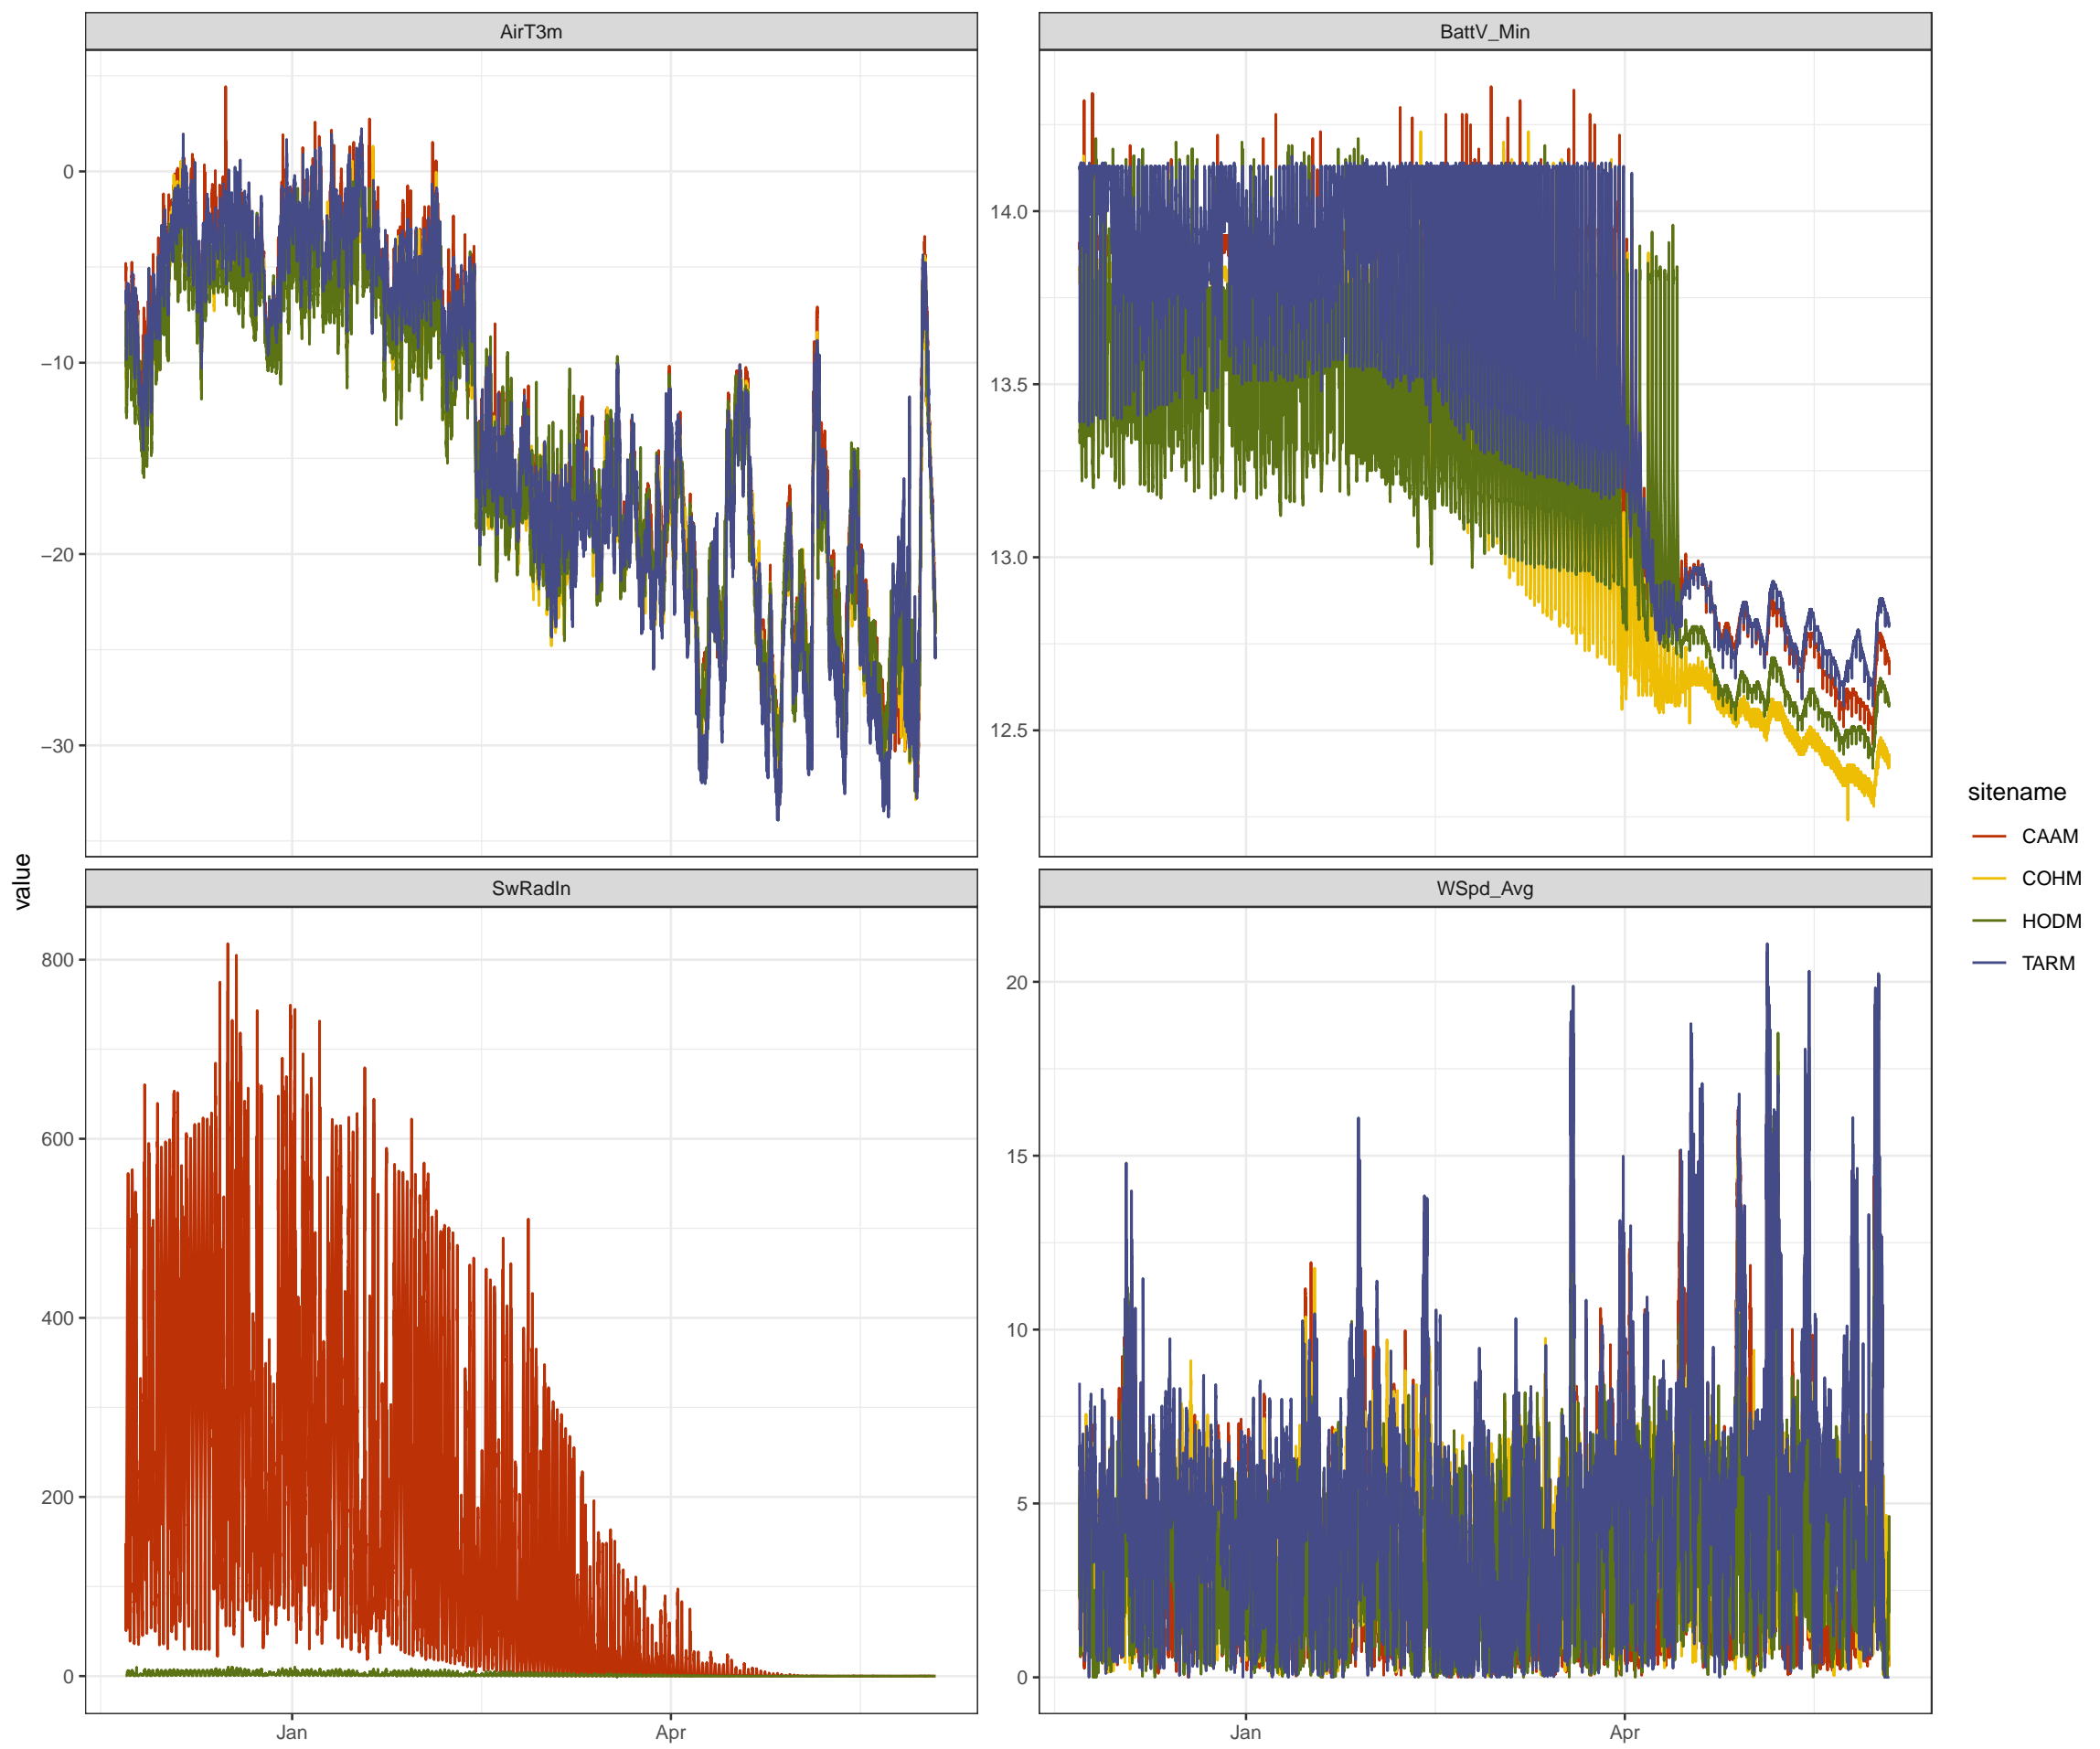 AirT3m
BattV_Min
0
−10
−20
−30
14.0
13.5
13.0
12.5
value
SwRadIn
WSpd_Avg
800
600
400
200
0
20
15
10
5
0
Jan
Apr
Jan
Apr
sitename
CAAM
COHM
HODM
TARM